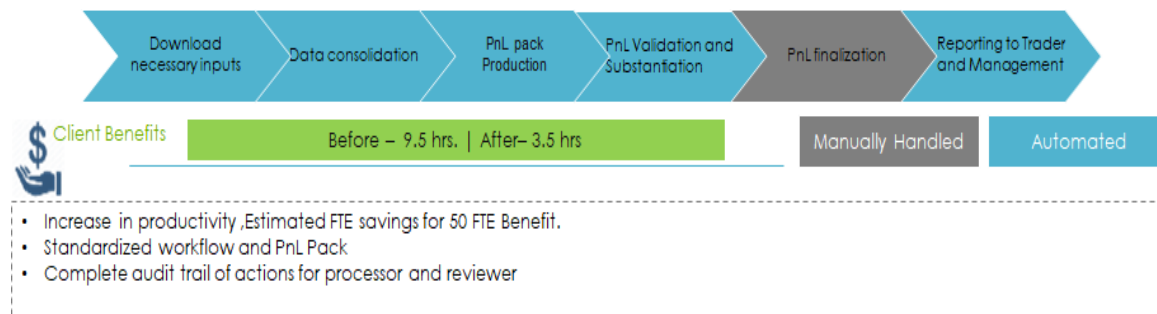 Download
necessary inputs
Data consolidation
PnL pack
Production
PnL Validation and
Substantiation
PnL finalization
Reporting to Trader
and Management
$
Client Benefits
Before – 9.5 hrs. | After– 3.5 hrs
Manually Handled
Automated
• Increase in productivity ,Estimated FTE savings for 50 FTE Benefit.
• Standardized workflow and PnL Pack
• Complete audit trail of actions for processor and reviewer